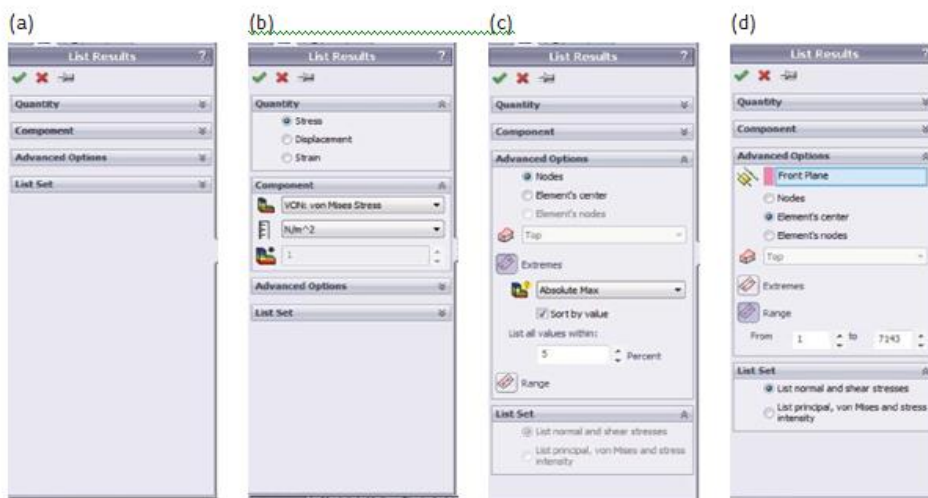 (a)
List Results ?
Quantity
Component
Advanced Options
List Set
(b)
List Results ?
Quantity
Stress
Displacement
Strain
Component
VON: von Mises Stress
N/m^2
1
Advanced Options
List Set
(c)
List Results ?
Quantity
Component
Advanced Options
Nodes
Element's center
Element's nodes
Top
Extremes
Absolute Max
Sort by value
List all values within:
5 Percent
Range
List Set
List normal and shear stresses
List principal, von Mises and stress
intensity
(d)
List Results ?
Quantity
Component
Advanced Options
Front Plane
Nodes
Element's center
Element's nodes
Top
Extremes
Range
From 1 to 7143
List Set
List normal and shear stresses
List principal, von Mises and stress
intensity